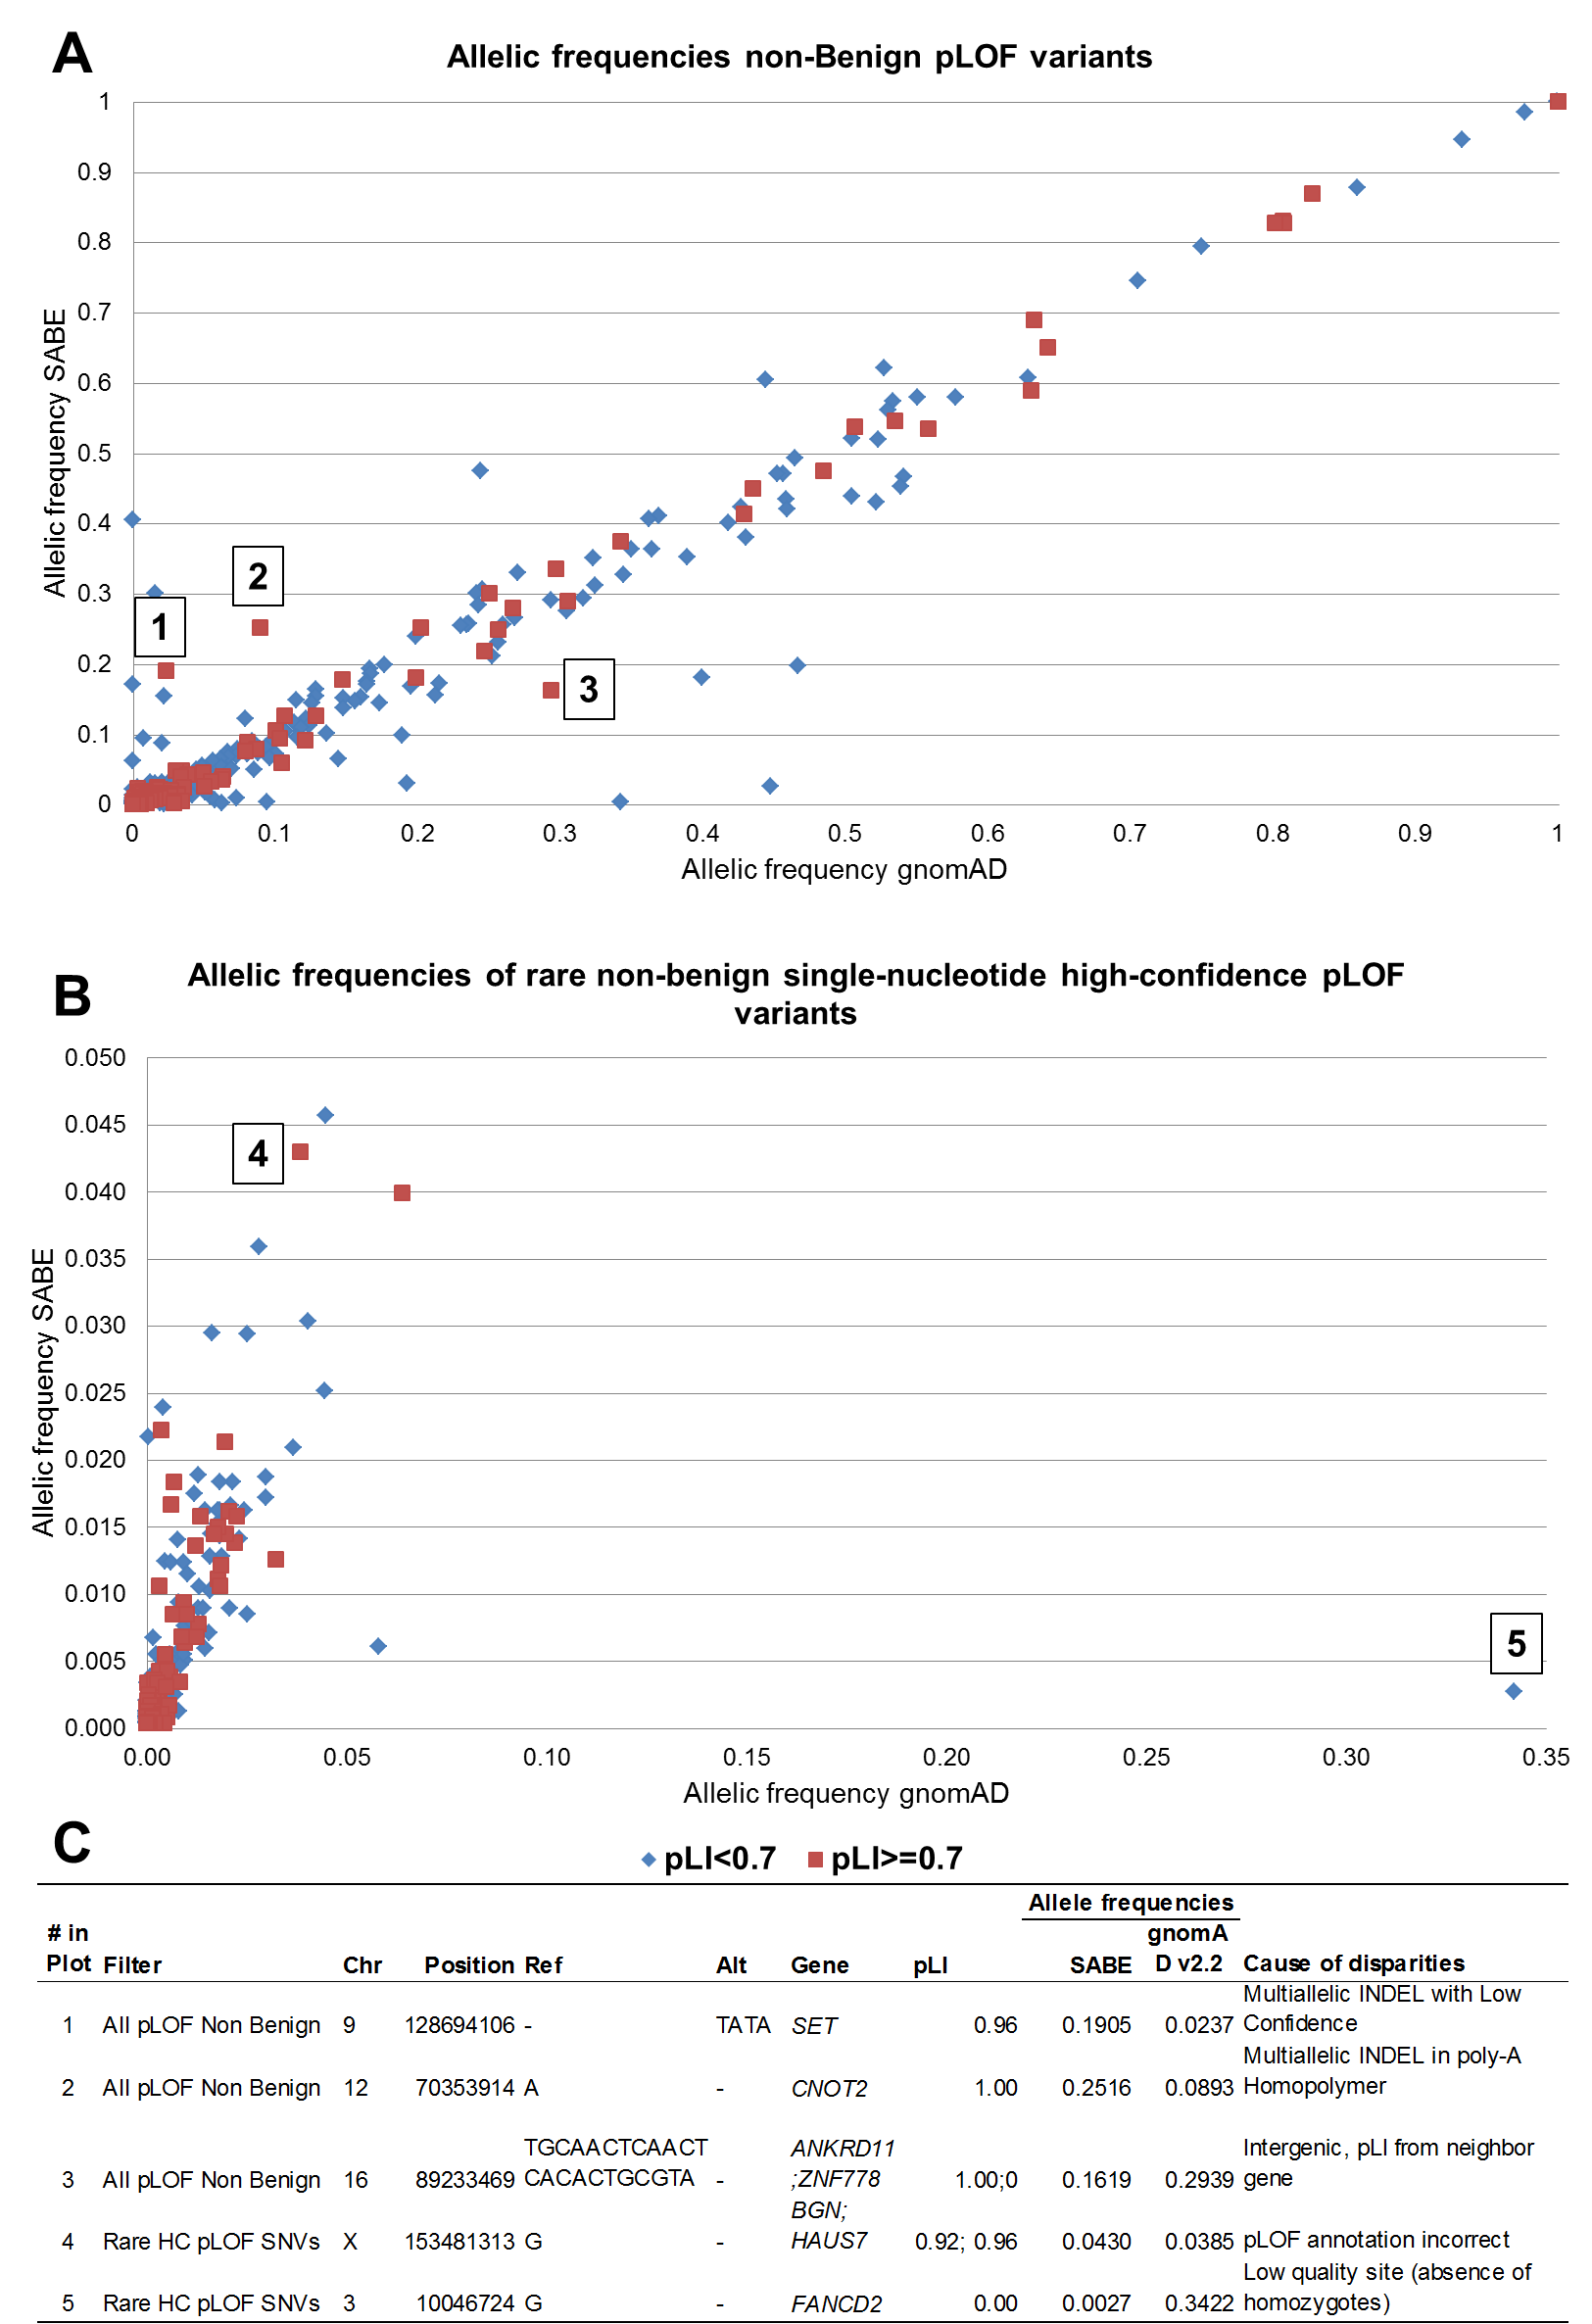 A
Allelic frequencies non-Benign pLOF variants
1
0.9
0.8
0.7
0.6
0.5
0.4
0.3
0.2
0.1
0
Allelic frequency SABE
1
2
3
0 0.1 0.2 0.3 0.4 0.5 0.6 0.7 0.8 0.9 1
Allelic frequency gnomAD
B
Allelic frequencies of rare non-benign single-nucleotide high-confidence pLOF
variants
0.050
0.045
0.040
0.035
0.030
0.025
0.020
0.015
0.010
0.005
0.000
Allelic frequency SABE
4
5
0.00 0.05 0.10 0.15 0.20 0.25 0.30 0.35
Allelic frequency gnomAD
C
pLI<0.7 pLI>=0.7
Allele frequencies
# in gnomA
Plot Filter Chr Position Ref Alt Gene pLI SABE D v2.2 Cause of disparities
Multiallelic INDEL with Low
1 All pLOF Non Benign 9 128694106 - TATA SET 0.96 0.1905 0.0237 Confidence
Multiallelic INDEL in poly-A
2 All pLOF Non Benign 12 70353914 A - CNOT2 1.00 0.2516 0.0893 Homopolymer
TGCAACTCAACT ANKRD11 Intergenic, pLI from neighbor
3 All pLOF Non Benign 16 89233469 CACACTGCGTA - ;ZNF778 1.00;0 0.1619 0.2939 gene
BGN;
4 Rare HC pLOF SNVs X 153481313 G - HAUS7 0.92; 0.96 0.0430 0.0385 pLOF annotation incorrect
Low quality site (absence of
5 Rare HC pLOF SNVs 3 10046724 G - FANCD2 0.00 0.0027 0.3422 homozygotes)